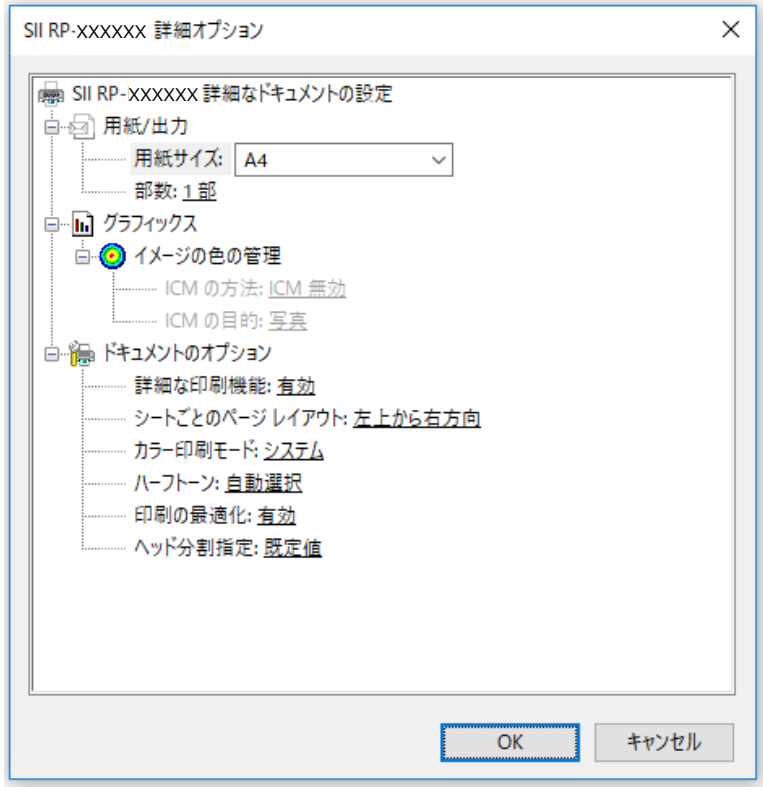 SII RP-XXXXXX 詳細オプション
SII RP-XXXXXX 詳細なドキュメントの設定
用紙/出力
用紙サイズ: A4
部数: 1 部
グラフィックス
イメージの色の管理
ICM の方法: ICM 無効
ICM の目的: 写真
ドキュメントのオプション
詳細な印刷機能: 有効
シートごとのページ レイアウト: 左上から右方向
カラー印刷モード: システム
ハーフトーン: 自動選択
印刷の最適化: 有効
ヘッド分割指定: 既定値
OK キャンセル